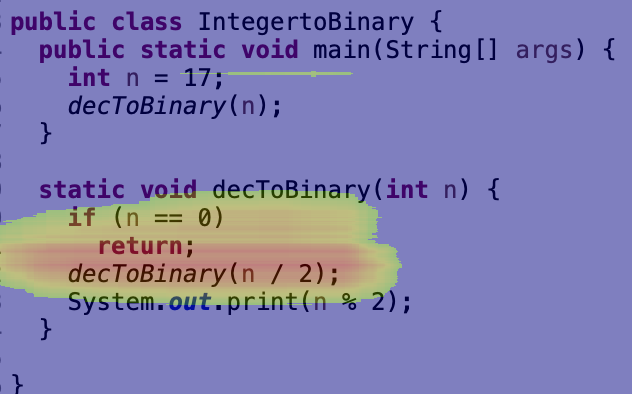 public class IntegertoBinary {
public static void main(String[] args) {
int n = 17;
decToBinary(n);
}
static void decToBinary(int n) {
if (n == 0)
return;
decToBinary(n / 2);
System.out.print(n % 2);
}
}